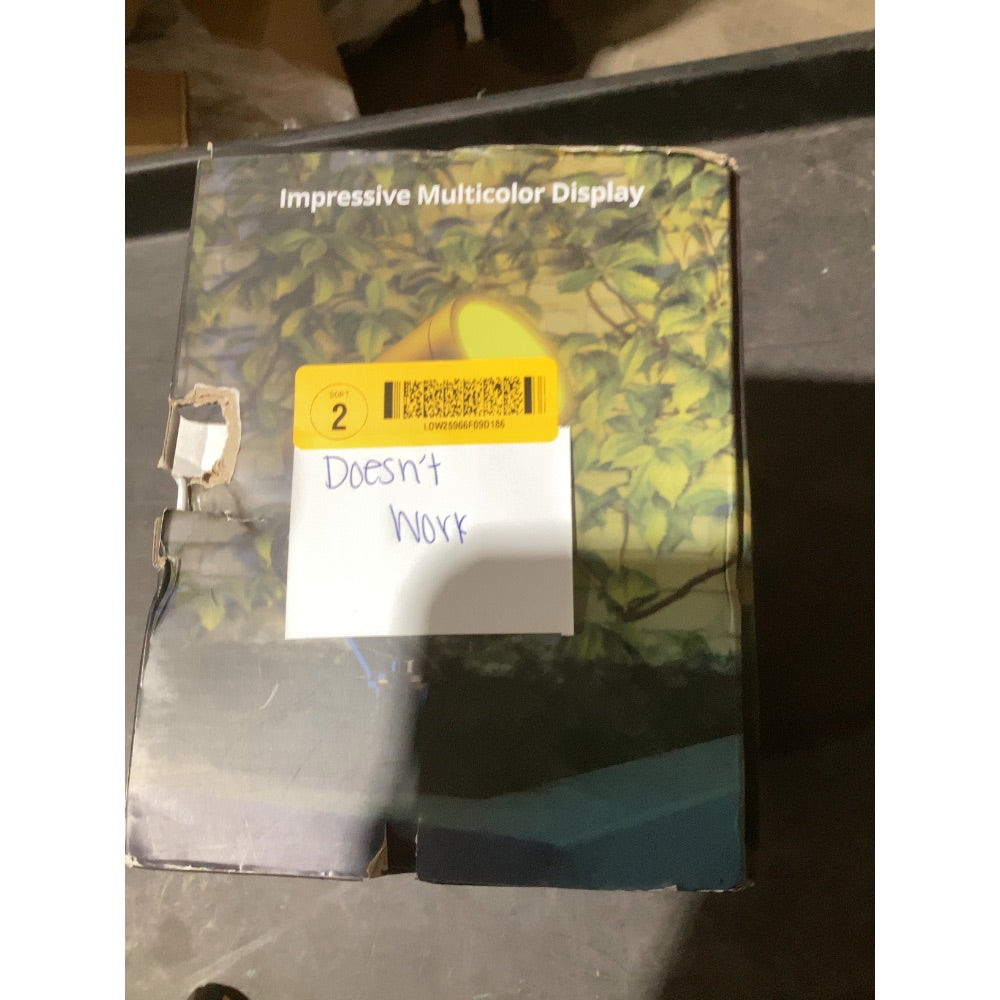 Impressive Multicolor Display
SORT
2
LOW25966F09D186
Doesn't
Work